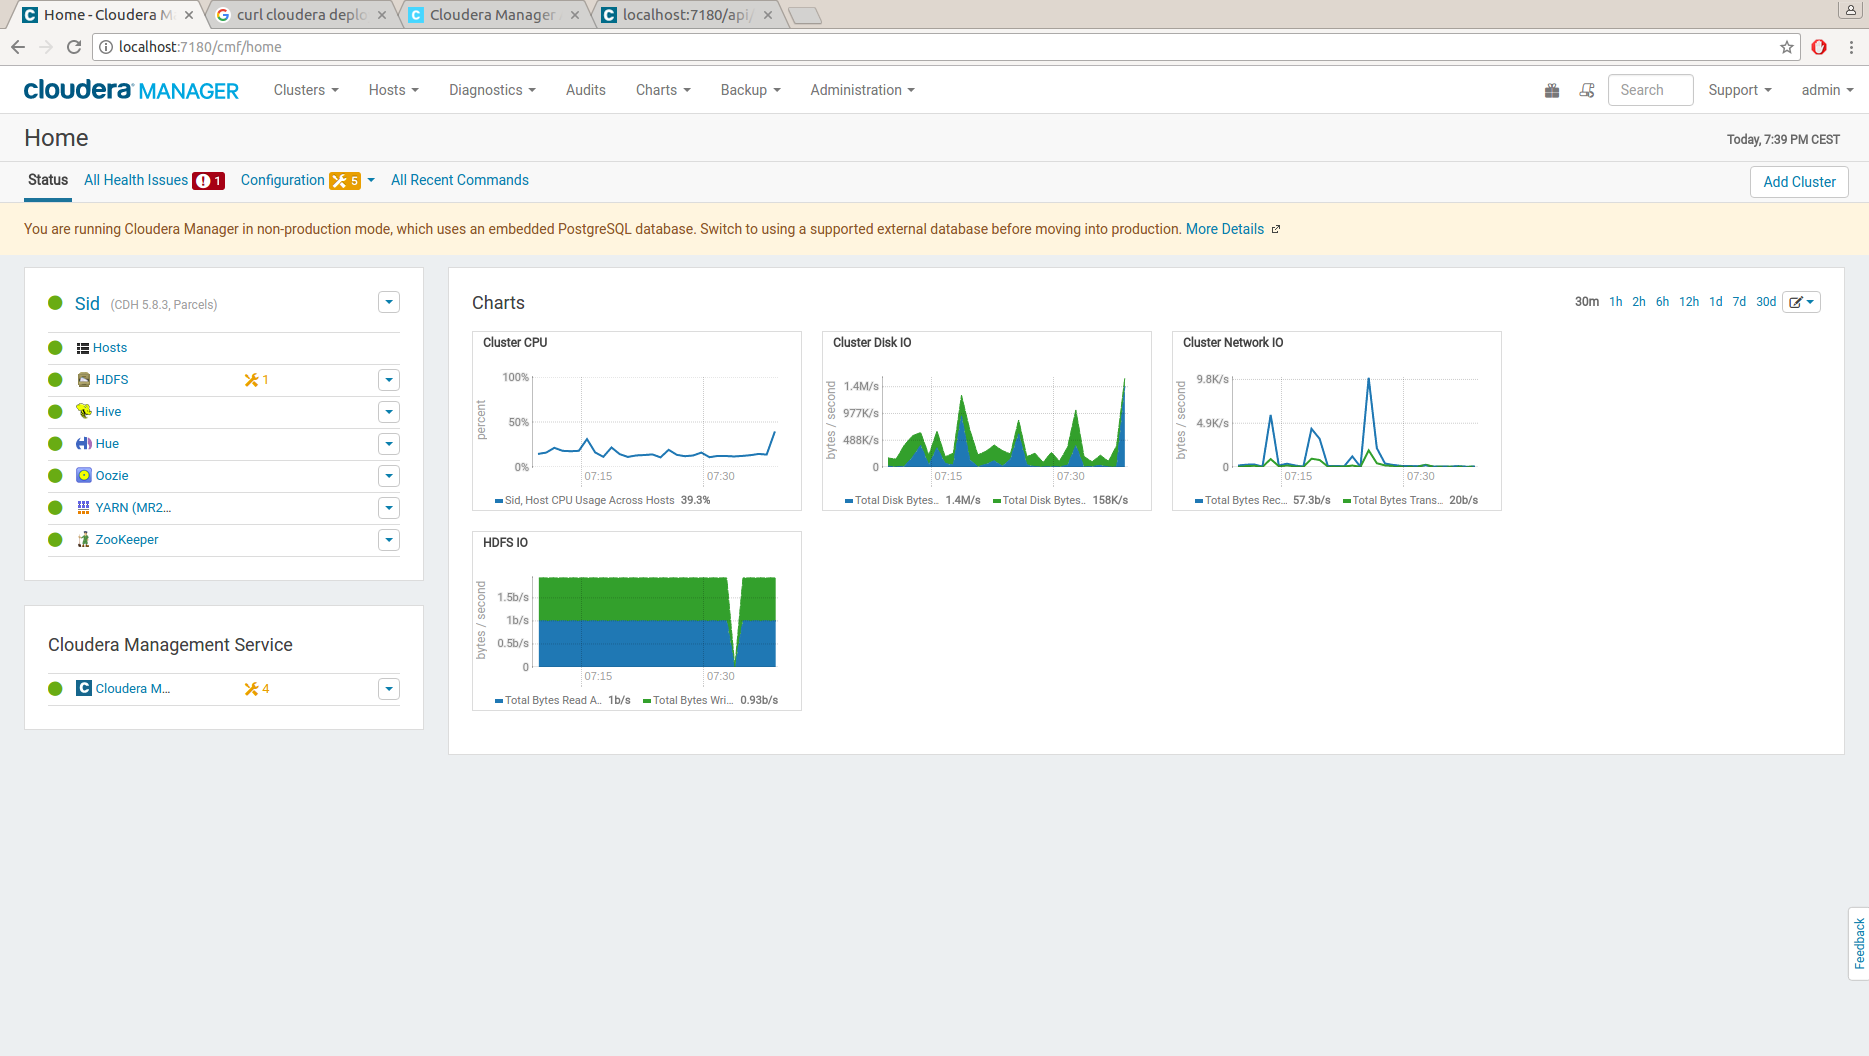 Home - Cloudera M
curl cloudera deplo
Cloudera Manager
localhost:7180/api/
localhost:7180/cmf/home
cloudera MANAGER
Clusters
Hosts
Diagnostics
Audits
Charts
Backup
Administration
Search
Support
admin
Home
Today, 7:39 PM CEST
Status
All Health Issues 1
Configuration 5
All Recent Commands
Add Cluster
You are running Cloudera Manager in non-production mode, which uses an embedded PostgreSQL database. Switch to using a supported external database before moving into production. More Details
Sid (CDH 5.8.3, Parcels)
Hosts
HDFS 1
Hive
Hue
Oozie
YARN (MR2...
ZooKeeper
Cloudera Management Service
Cloudera M... 4
Charts
30m 1h 2h 6h 12h 1d 7d 30d
Cluster CPU
percent
100%
50%
0%
07:15 07:30
Sid, Host CPU Usage Across Hosts 39.3%
Cluster Disk IO
bytes / second
1.4M/s
977K/s
488K/s
0
07:15 07:30
Total Disk Bytes.. 1.4M/s Total Disk Bytes.. 158K/s
Cluster Network IO
bytes / second
9.8K/s
4.9K/s
0
07:15 07:30
Total Bytes Rec... 57.3b/s Total Bytes Trans... 20b/s
HDFS IO
bytes / second
1.5b/s
1b/s
0.5b/s
0
07:15 07:30
Total Bytes Read A.. 1b/s Total Bytes Wri... 0.93b/s
Feedback